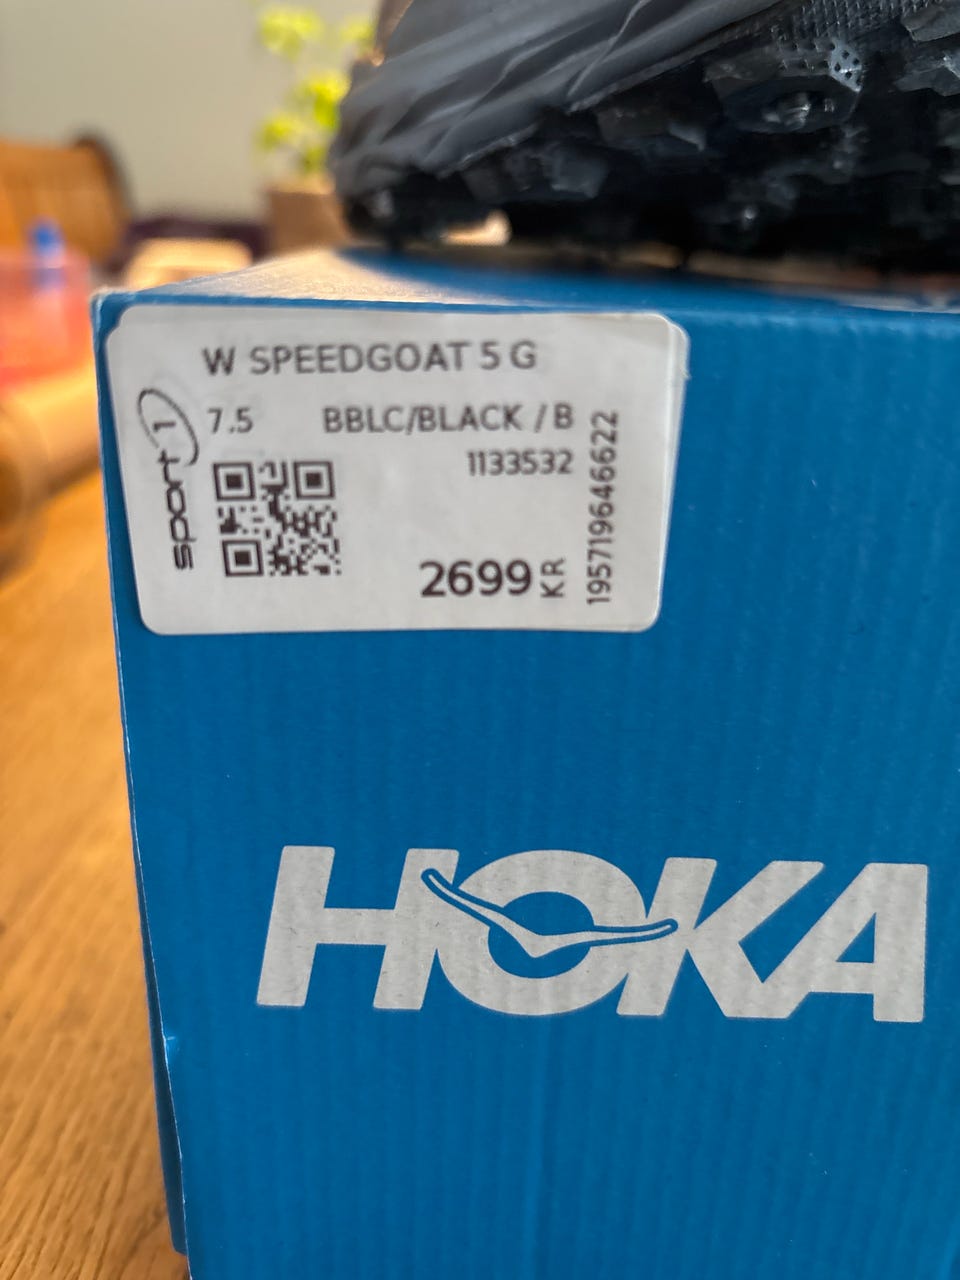 W SPEEDGOAT 5 G
7.5 BBLC/BLACK / B
1133532
2699 KR
195719646622
sport 1
HOKA